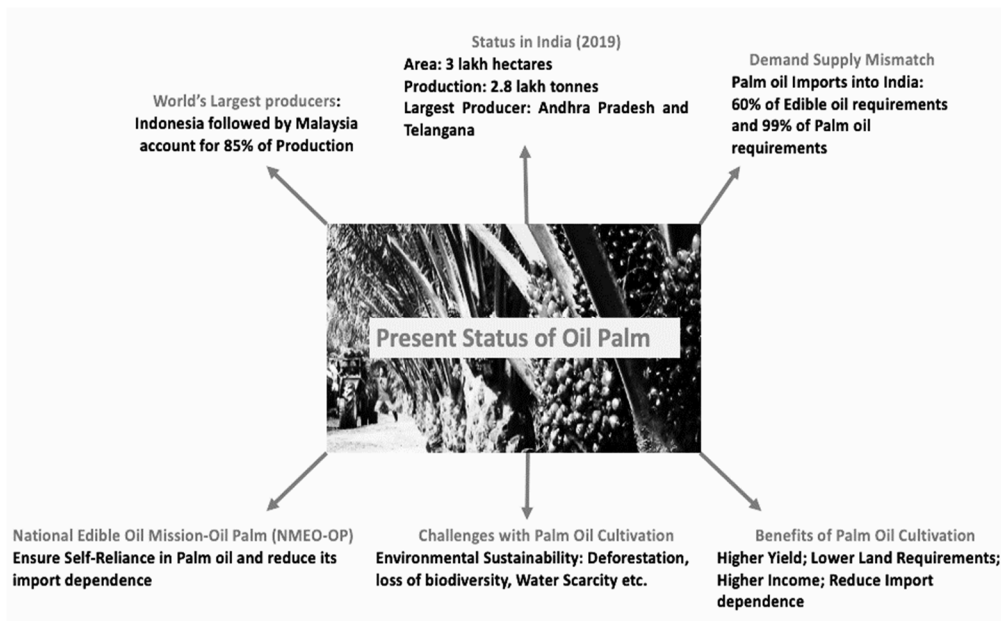 Status in India (2019)
Area: 3 lakh hectares
Production: 2.8 lakh tonnes
Largest Producer: Andhra Pradesh and
Telangana
Demand Supply Mismatch
Palm oil Imports into India:
60% of Edible oil requirements
and 99% of Palm oil
requirements
World's Largest producers:
Indonesia followed by Malaysia
account for 85% of Production
Present Status of Oil Palm
National Edible Oil Mission-Oil Palm (NMEO-OP)
Ensure Self-Reliance in Palm oil and reduce its
import dependence
Challenges with Palm Oil Cultivation
Environmental Sustainability: Deforestation,
loss of biodiversity, Water Scarcity etc.
Benefits of Palm Oil Cultivation
Higher Yield; Lower Land Requirements;
Higher Income; Reduce Import
dependence